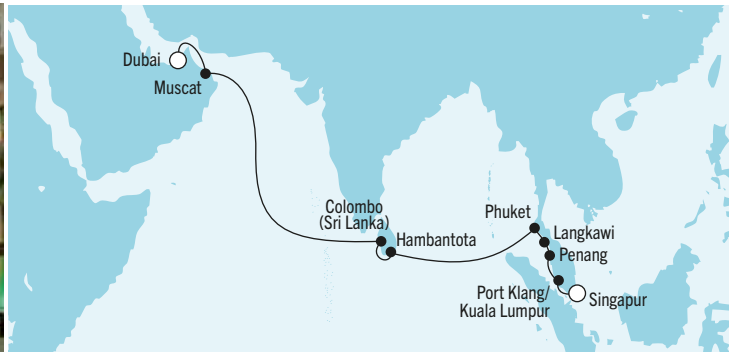 Dubai
Muscat
Colombo
(Sri Lanka)
Hambantota
Phuket
Langkawi
Penang
Port Klang/
Kuala Lumpur
Singapur